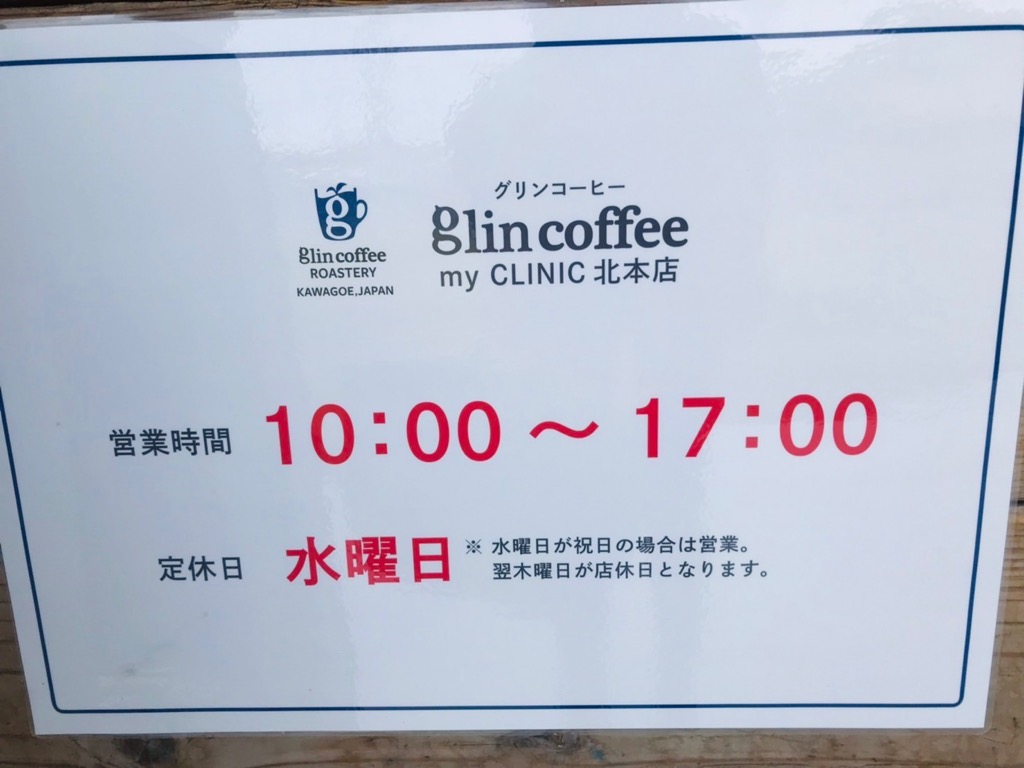 g
glin coffee
ROASTERY
KAWAGOE,JAPAN
グリンコーヒー
glin coffee
my CLINIC 北本店
営業時間 10:00 ～ 17:00
定休日 水曜日 ※ 水曜日が祝日の場合は営業。
翌木曜日が店休日となります。